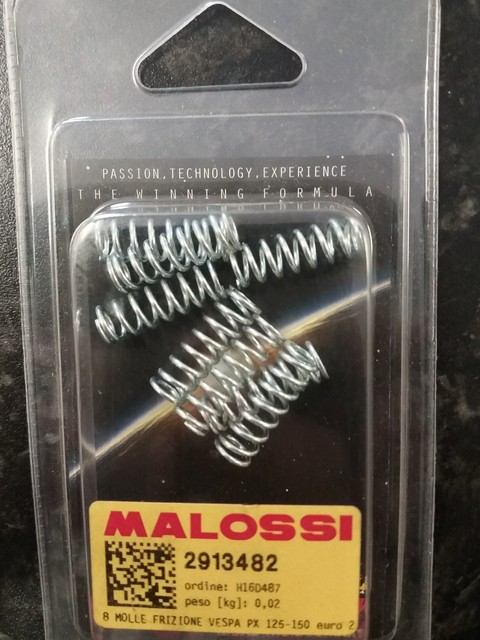 PASSION,TECHNOLOGY,EXPERIENCE
THE WINNING FORMULA
MALOSSI
2913482
ordine: H16D487
peso [kg]: 0,02
8 MOLLE FRIZIONE VESPA PX 125-150 euro 2